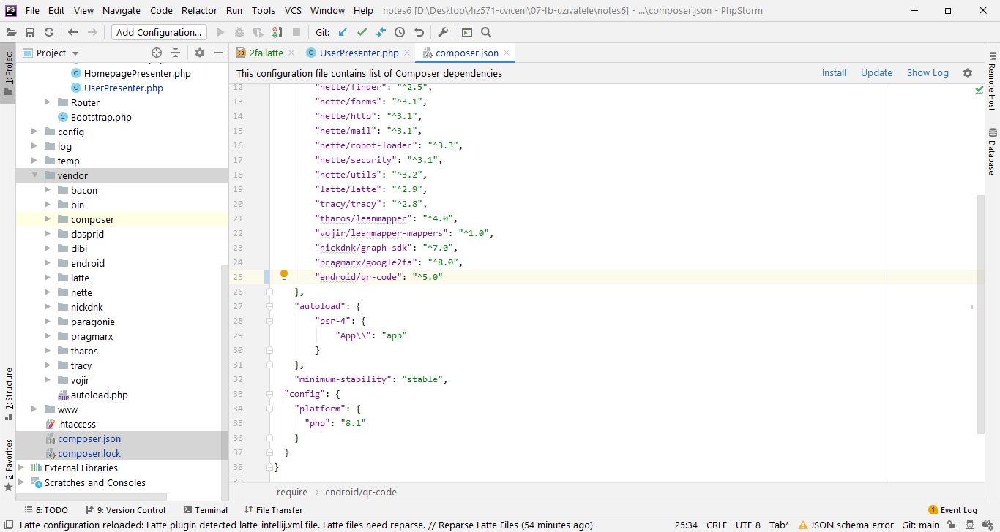 PS File Edit View Navigate Code Refactor Run Tools VCS Window Help notes6 [D:\Desktop\4iz571-cviceni\07-fb-uzivatele\notes6] - ...\composer.json - PhpStorm
Add Configuration... Git:
Project 2fa.latte UserPresenter.php composer.json
1: Project
HomepagePresenter.php
UserPresenter.php
Router
Bootstrap.php
config
log
temp
vendor
bacon
bin
composer
dasprid
dibi
endroid
latte
nette
nickdnk
paragonie
pragmarx
tharos
tracy
vojir
autoload.php
www
.htaccess
composer.json
composer.lock
External Libraries
Scratches and Consoles
7: Structure
2: Favorites
This configuration file contains list of Composer dependencies Install Update Show Log
12 "nette/finder": "^2.5",
13 "nette/forms": "^3.1",
14 "nette/http": "^3.1",
15 "nette/mail": "^3.1",
16 "nette/robot-loader": "^3.3",
17 "nette/security": "^3.1",
18 "nette/utils": "^3.2",
19 "latte/latte": "^2.9",
20 "tracy/tracy": "^2.8",
21 "tharos/leanmapper": "^4.0",
22 "vojir/leanmapper-mappers": "^1.0",
23 "nickdnk/graph-sdk": "^7.0",
24 "pragmarx/google2fa": "^8.0",
25 "endroid/qr-code": "^5.0"
26 },
27 "autoload": {
28 "psr-4": {
29 "App\\": "app"
30 }
31 },
32 "minimum-stability": "stable",
33 "config": {
34 "platform": {
35 "php": "8.1"
36 }
37 }
38 }
39
require › endroid/qr-code
Remote Host
Database
6: TODO 9: Version Control Terminal File Transfer 1 Event Log
Latte configuration reloaded: Latte plugin detected latte-intellij.xml file. Latte files need reparse. // Reparse Latte Files (54 minutes ago) 25:34 CRLF UTF-8 Tab* JSON schema error Git: main